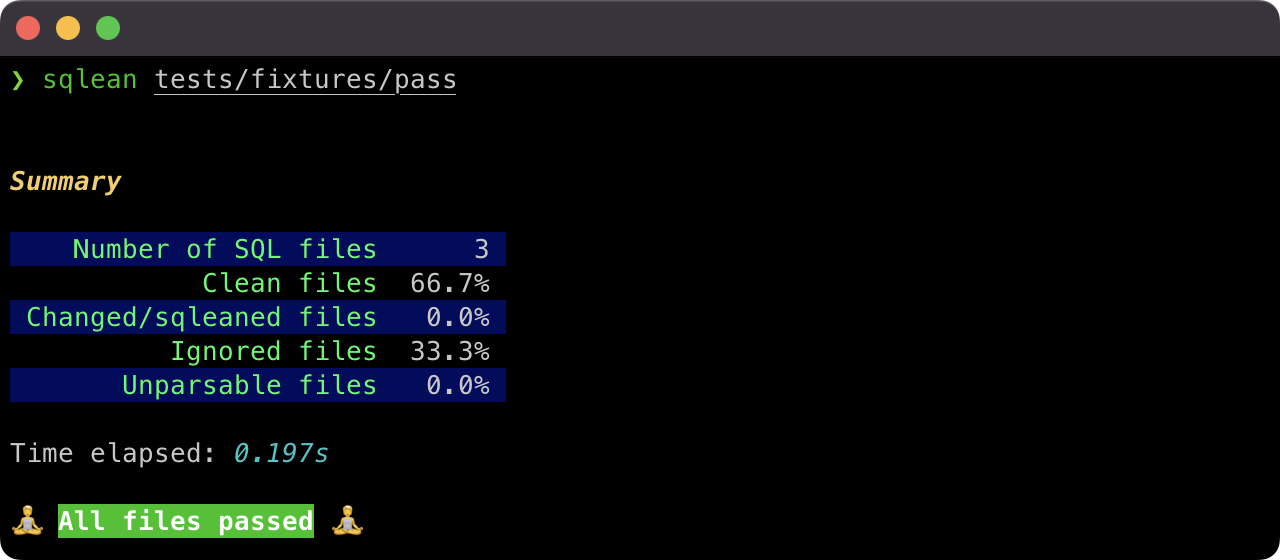 ❯ sqlean tests/fixtures/pass
Summary
Number of SQL files 3
Clean files 66.7%
Changed/sqleaned files 0.0%
Ignored files 33.3%
Unparsable files 0.0%
Time elapsed: 0.197s
🧘 All files passed 🧘